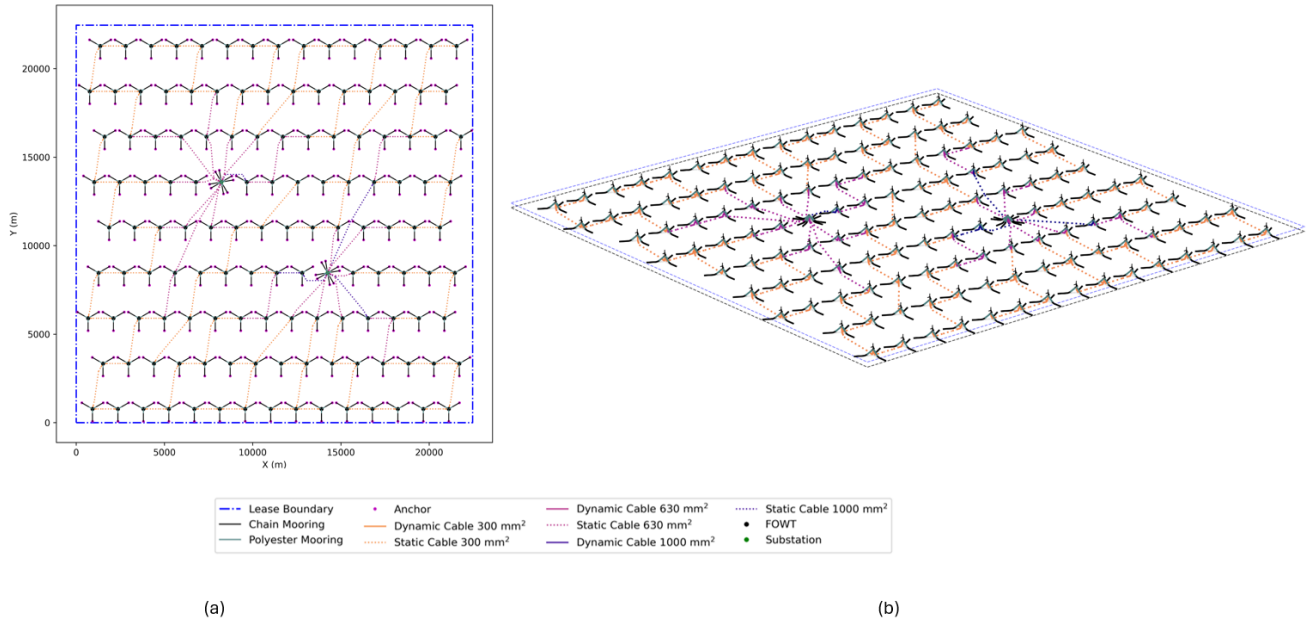 20000
15000
10000
5000
0
Y (m)
0 5000 10000 15000 20000
X (m)
Lease Boundary
Chain Mooring
Polyester Mooring
Anchor
Dynamic Cable 300 mm²
Static Cable 300 mm²
Dynamic Cable 630 mm²
Static Cable 630 mm²
Dynamic Cable 1000 mm²
Static Cable 1000 mm²
FOWT
Substation
(a) (b)